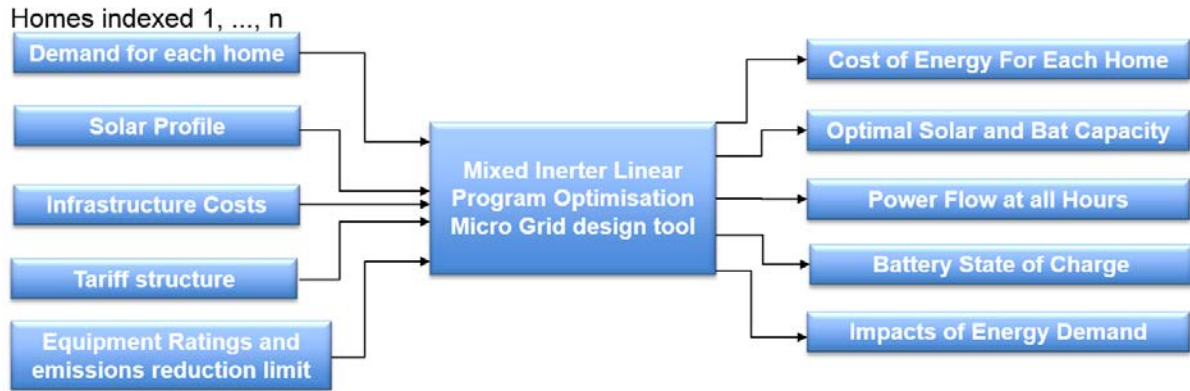 Homes indexed 1, ..., n
Demand for each home
Solar Profile
Infrastructure Costs
Tariff structure
Equipment Ratings and
emissions reduction limit
Mixed Inerter Linear
Program Optimisation
Micro Grid design tool
Cost of Energy For Each Home
Optimal Solar and Bat Capacity
Power Flow at all Hours
Battery State of Charge
Impacts of Energy Demand